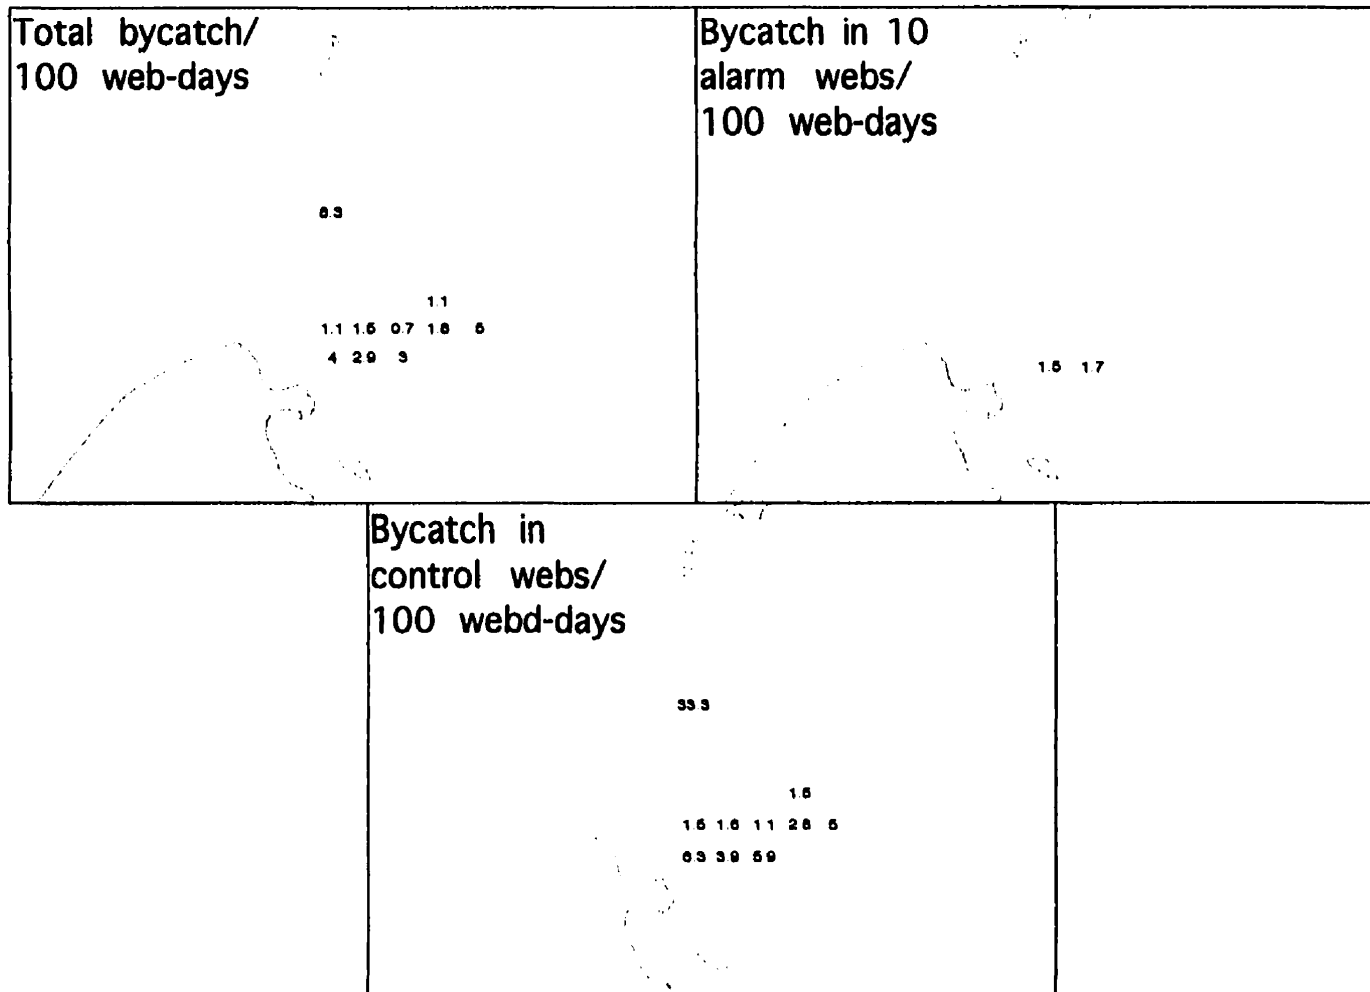 Total bycatch/
100 web-days
6.3
1.1
1.1 1.5 0.7 1.8 5
4 2.9 3
Bycatch in 10
alarm webs/
100 web-days
1.5 1.7
Bycatch in
control webs/
100 webd-days
33.3
1.5
1.5 1.6 1.1 2.8 5
6.3 3.9 5.9